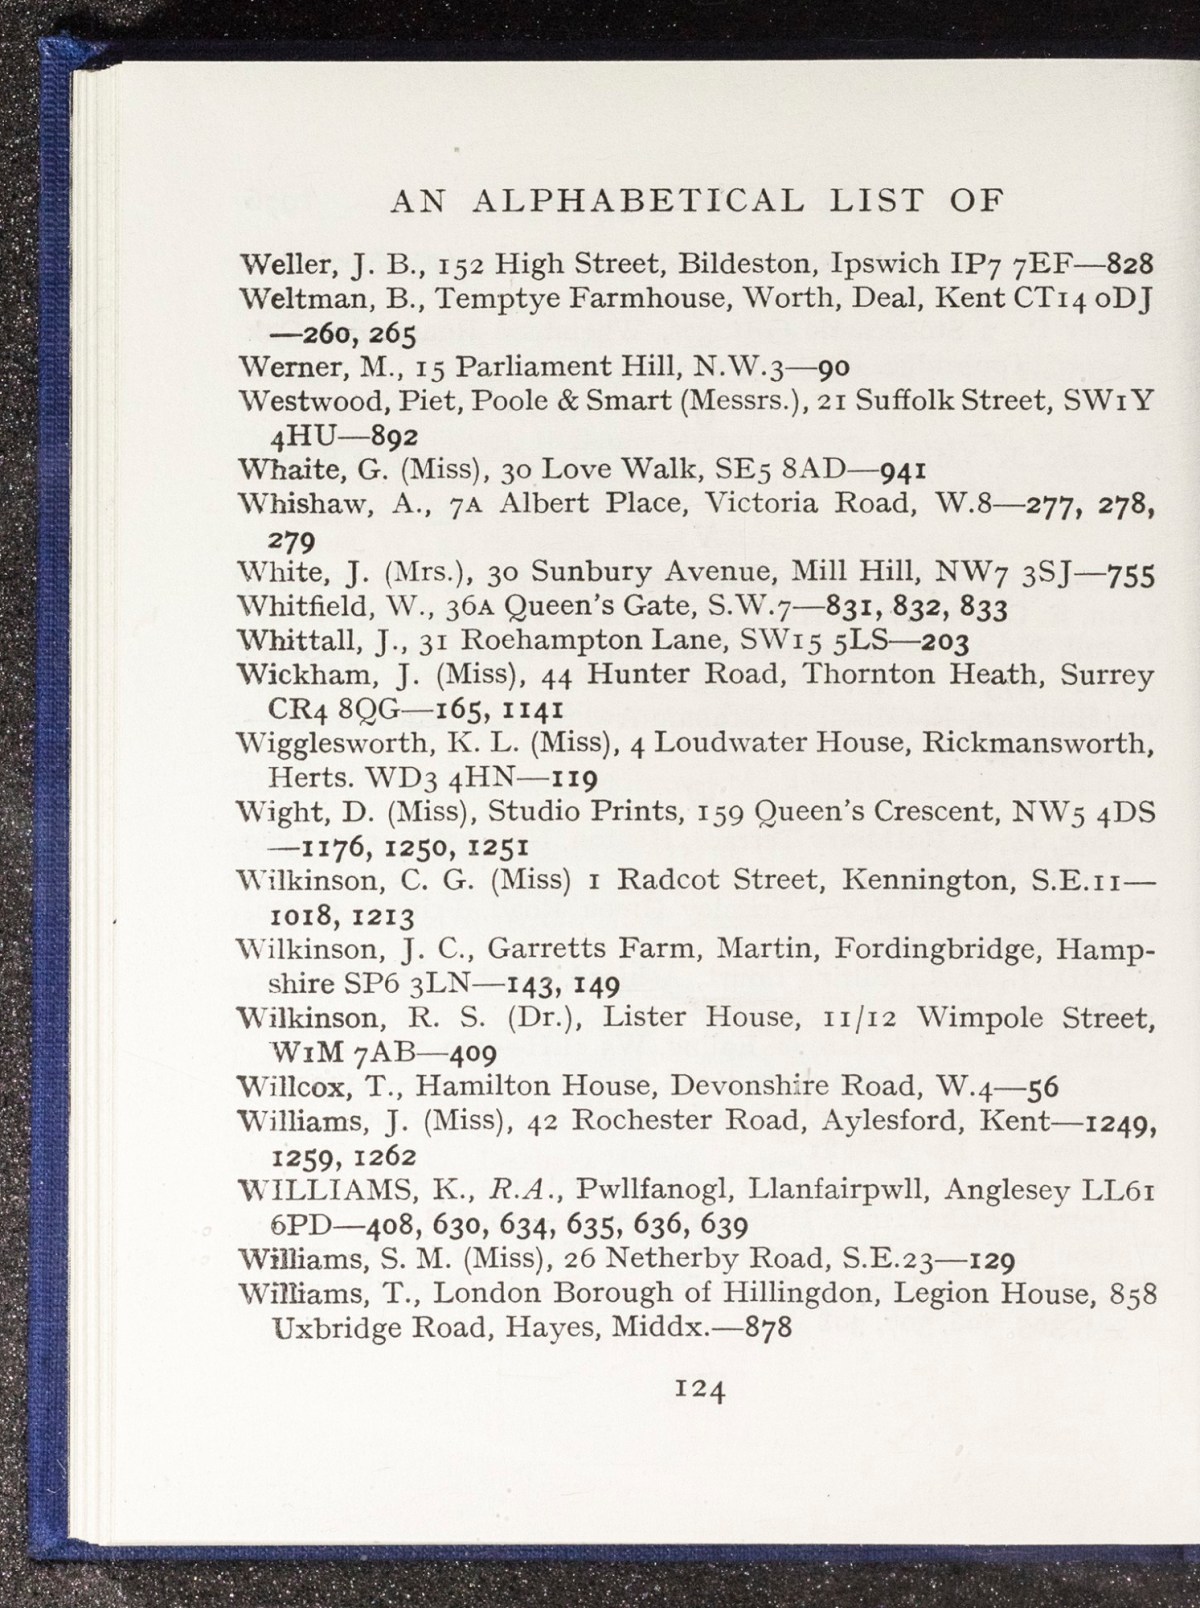 AN ALPHABETICAL LIST OF
Weller, J. B., 152 High Street, Bildeston, Ipswich IP7 7EF—828
Weltman, B., Temptye Farmhouse, Worth, Deal, Kent CT14 0DJ
—260, 265
Werner, M., 15 Parliament Hill, N.W.3—90
Westwood, Piet, Poole & Smart (Messrs.), 21 Suffolk Street, SW1Y
4HU—892
Whaite, G. (Miss), 30 Love Walk, SE5 8AD—941
Whishaw, A., 7A Albert Place, Victoria Road, W.8—277, 278,
279
White, J. (Mrs.), 30 Sunbury Avenue, Mill Hill, NW7 3SJ—755
Whitfield, W., 36A Queen's Gate, S.W.7—831, 832, 833
Whittall, J., 31 Roehampton Lane, SW15 5LS—203
Wickham, J. (Miss), 44 Hunter Road, Thornton Heath, Surrey
CR4 8QG—165, 1141
Wigglesworth, K. L. (Miss), 4 Loudwater House, Rickmansworth,
Herts. WD3 4HN—119
Wight, D. (Miss), Studio Prints, 159 Queen's Crescent, NW5 4DS
—1176, 1250, 1251
Wilkinson, C. G. (Miss) 1 Radcot Street, Kennington, S.E.11—
1018, 1213
Wilkinson, J. C., Garretts Farm, Martin, Fordingbridge, Hamp-
shire SP6 3LN—143, 149
Wilkinson, R. S. (Dr.), Lister House, 11/12 Wimpole Street,
W1M 7AB—409
Willcox, T., Hamilton House, Devonshire Road, W.4—56
Williams, J. (Miss), 42 Rochester Road, Aylesford, Kent—1249,
1259, 1262
WILLIAMS, K., R.A., Pwllfanogl, Llanfairpwll, Anglesey LL61
6PD—408, 630, 634, 635, 636, 639
Williams, S. M. (Miss), 26 Netherby Road, S.E.23—129
Williams, T., London Borough of Hillingdon, Legion House, 858
Uxbridge Road, Hayes, Middx.—878
124